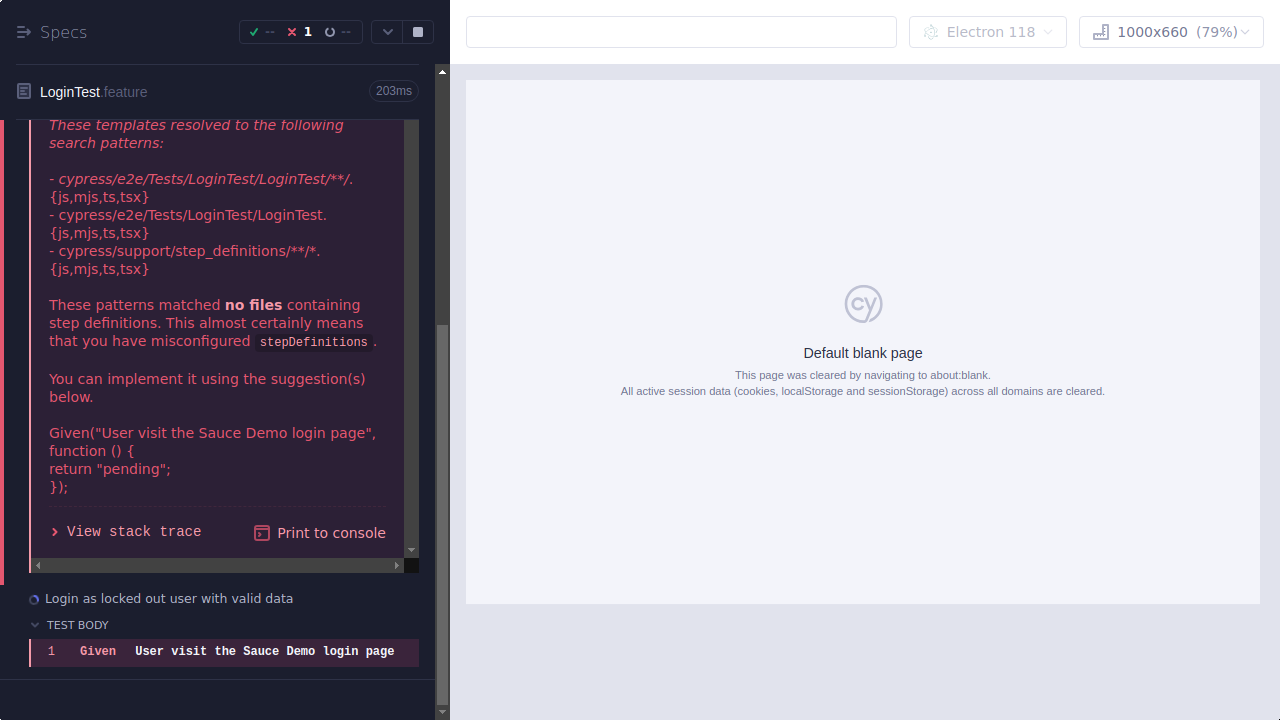 Specs
--
1
--
LoginTest.feature
203ms
These templates resolved to the following
search patterns:
- cypress/e2e/Tests/LoginTest/LoginTest/**/.
{js,mjs,ts,tsx}
- cypress/e2e/Tests/LoginTest/LoginTest.
{js,mjs,ts,tsx}
- cypress/support/step_definitions/**/*.
{js,mjs,ts,tsx}
These patterns matched no files containing
step definitions. This almost certainly means
that you have misconfigured stepDefinitions.
You can implement it using the suggestion(s)
below.
Given("User visit the Sauce Demo login page",
function () {
return "pending";
});
View stack trace
Print to console
Login as locked out user with valid data
TEST BODY
1 Given User visit the Sauce Demo login page
Electron 118
1000x660 (79%)
cy
Default blank page
This page was cleared by navigating to about:blank.
All active session data (cookies, localStorage and sessionStorage) across all domains are cleared.